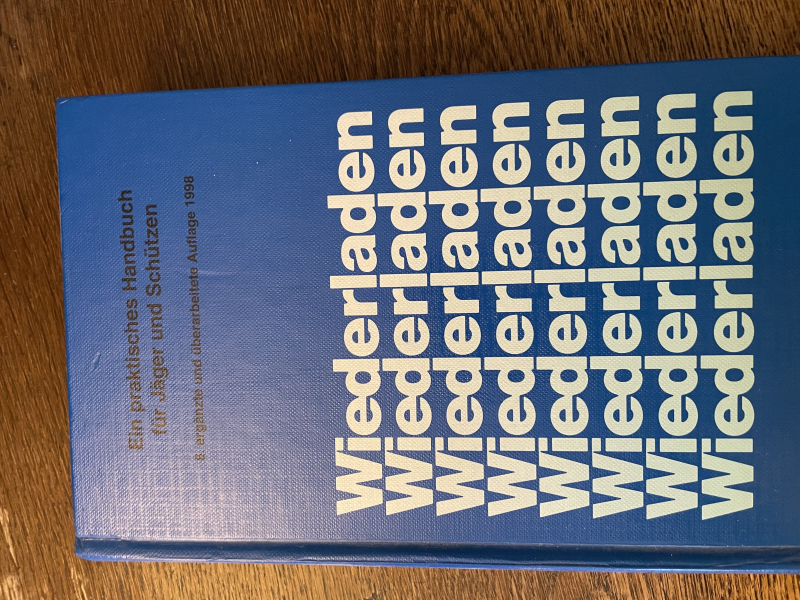 Ein praktisches Handbuch
für Jäger und Schützen
6. ergänzte und überarbeitete Auflage 1998
Wiederladen
Wiederladen
Wiederladen
Wiederladen
Wiederladen
Wiederladen
Wiederladen
Wiederladen